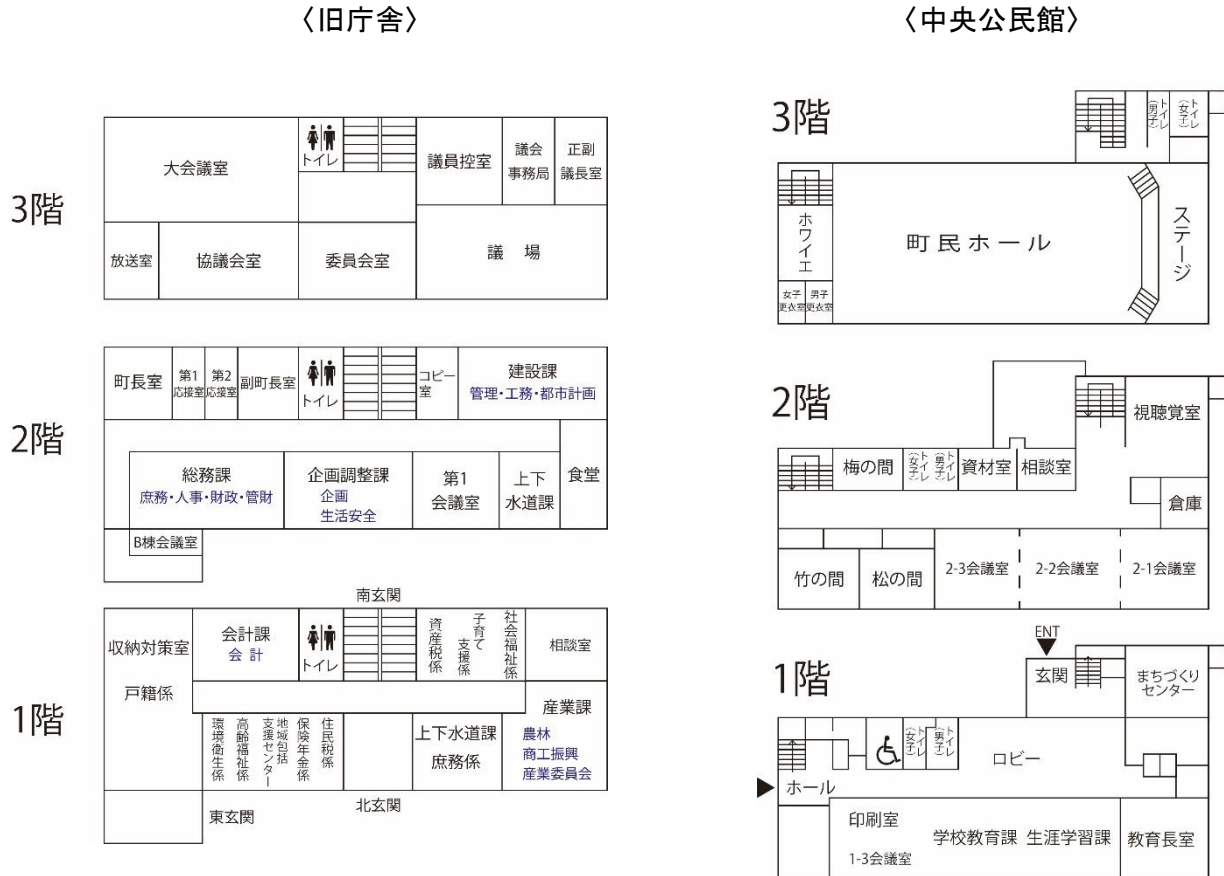 〈旧庁舎〉
3階
大会議室
トイレ
議員控室
議会
事務局
正副
議長室
放送室
協議会室
委員会室
議 場
2階
町長室
第1
応接室
第2
応接室
副町長室
トイレ
コピー
室
建設課
管理・工務・都市計画
総務課
庶務・人事・財政・管財
企画調整課
企画
生活安全
第1
会議室
上下
水道課
食堂
B棟会議室
1階
南玄関
収納対策室
戸籍係
会計課
会 計
トイレ
資産税係
子育て
支援係
社会福祉係
相談室
環境衛生係
高齢福祉係
地域包括
支援センター
保険年金係
住民税係
上下水道課
庶務係
産業課
農林
商工振興
産業委員会
東玄関
北玄関
〈中央公民館〉
3階
トイレ
(男子)
トイレ
(女子)
ホワイエ
町民ホール
ステージ
女子
更衣室
男子
更衣室
2階
視聴覚室
梅の間
トイレ
(女子)
トイレ
(男子)
資材室
相談室
倉庫
竹の間
松の間
2-3会議室
2-2会議室
2-1会議室
1階
ENT
玄関
まちづくり
センター
トイレ
(女子)
トイレ
(男子)
ロビー
ホール
印刷室
1-3会議室
学校教育課
生涯学習課
教育長室